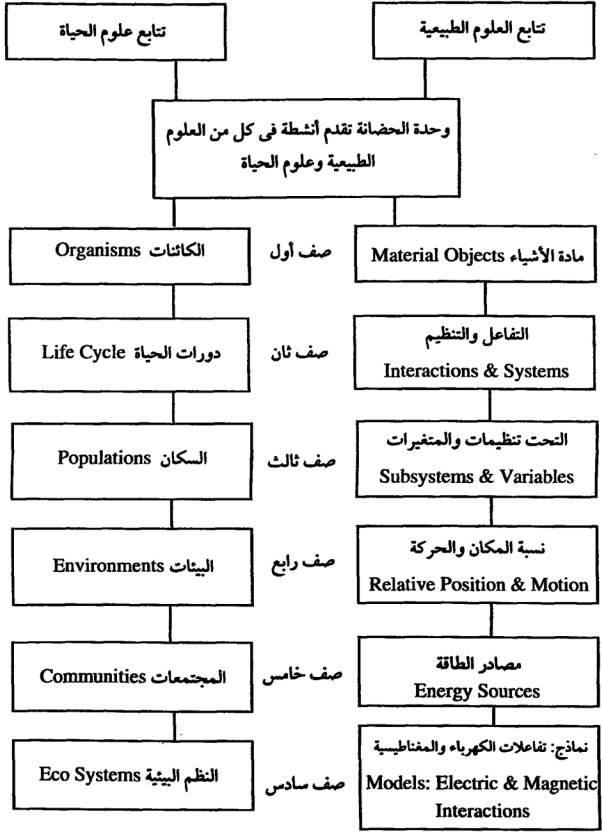 تتابع العلوم الطبيعية
تتابع علوم الحياة
وحدة الحضانة تقدم أنشطة فى كل من العلوم
الطبيعية وعلوم الحياة
مادة الأشياء Material Objects
صف أول
الكائنات Organisms
التفاعل والتنظيم
Interactions & Systems
صف ثان
دورات الحياة Life Cycle
التحت تنظيمات والمتغيرات
Subsystems & Variables
صف ثالث
السكان Populations
نسبة المكان والحركة
Relative Position & Motion
صف رابع
البيئات Environments
مصادر الطاقة
Energy Sources
صف خامس
المجتمعات Communities
نماذج: تفاعلات الكهرباء والمغناطيسية
Models: Electric & Magnetic
Interactions
صف سادس
النظم البيئية Eco Systems